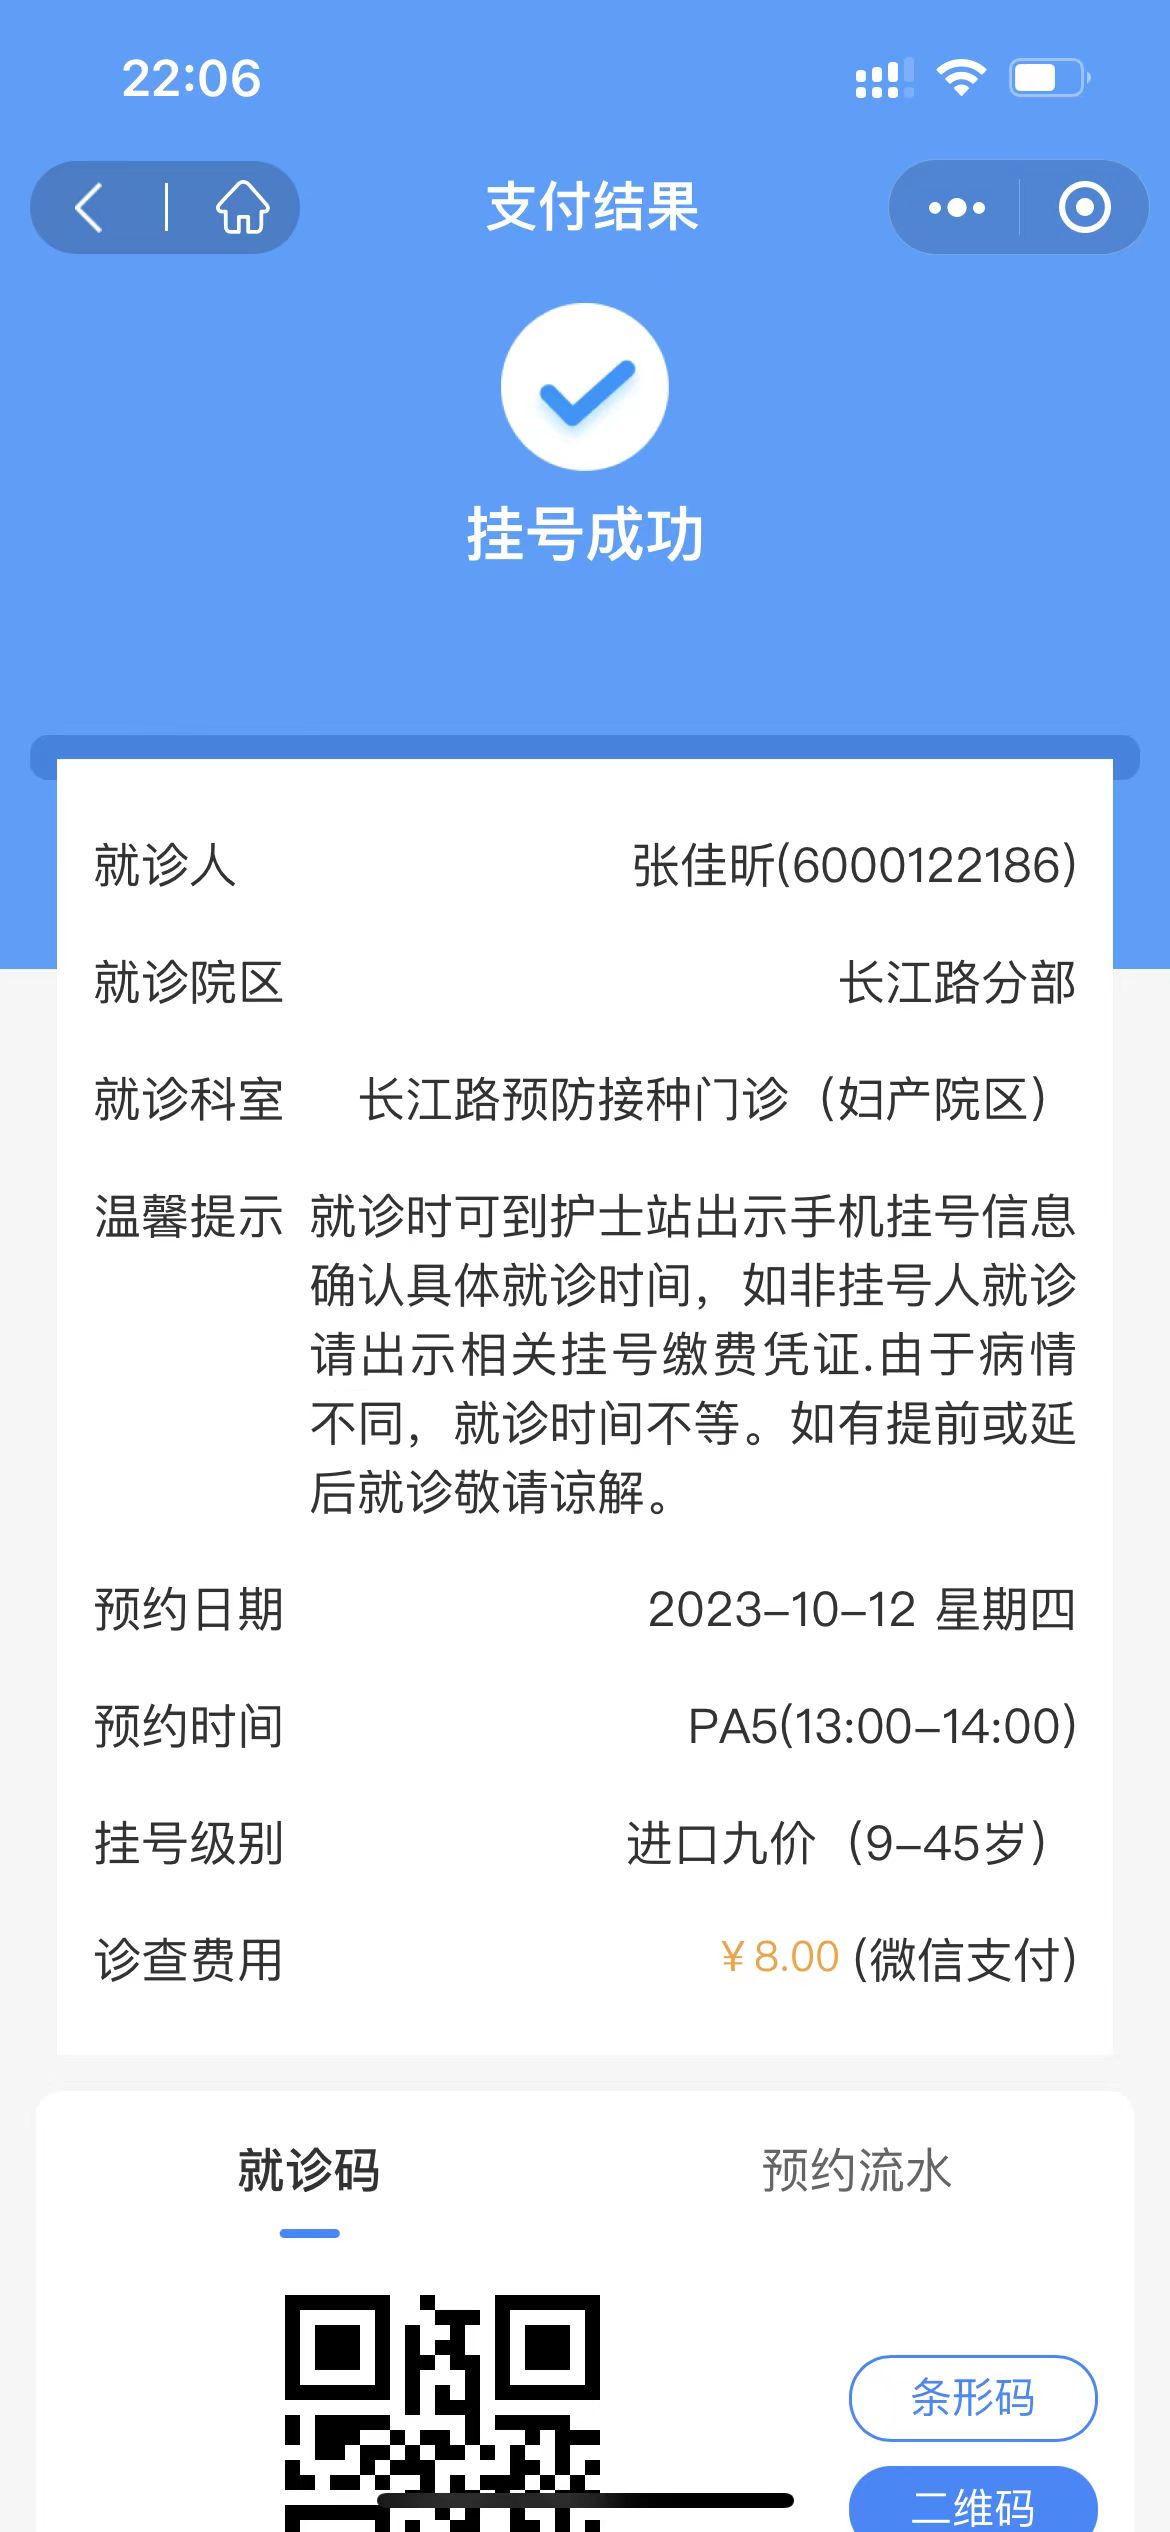 22:06
支付结果
挂号成功
就诊人 张佳昕(6000122186)
就诊院区 长江路分部
就诊科室 长江路预防接种门诊（妇产院区）
温馨提示 就诊时可到护士站出示手机挂号信息
确认具体就诊时间，如非挂号人就诊
请出示相关挂号缴费凭证.由于病情
不同，就诊时间不等。如有提前或延
后就诊敬请谅解。
预约日期 2023-10-12 星期四
预约时间 PA5(13:00-14:00)
挂号级别 进口九价（9-45岁）
诊查费用 ¥8.00 (微信支付)
就诊码 预约流水
条形码
二维码